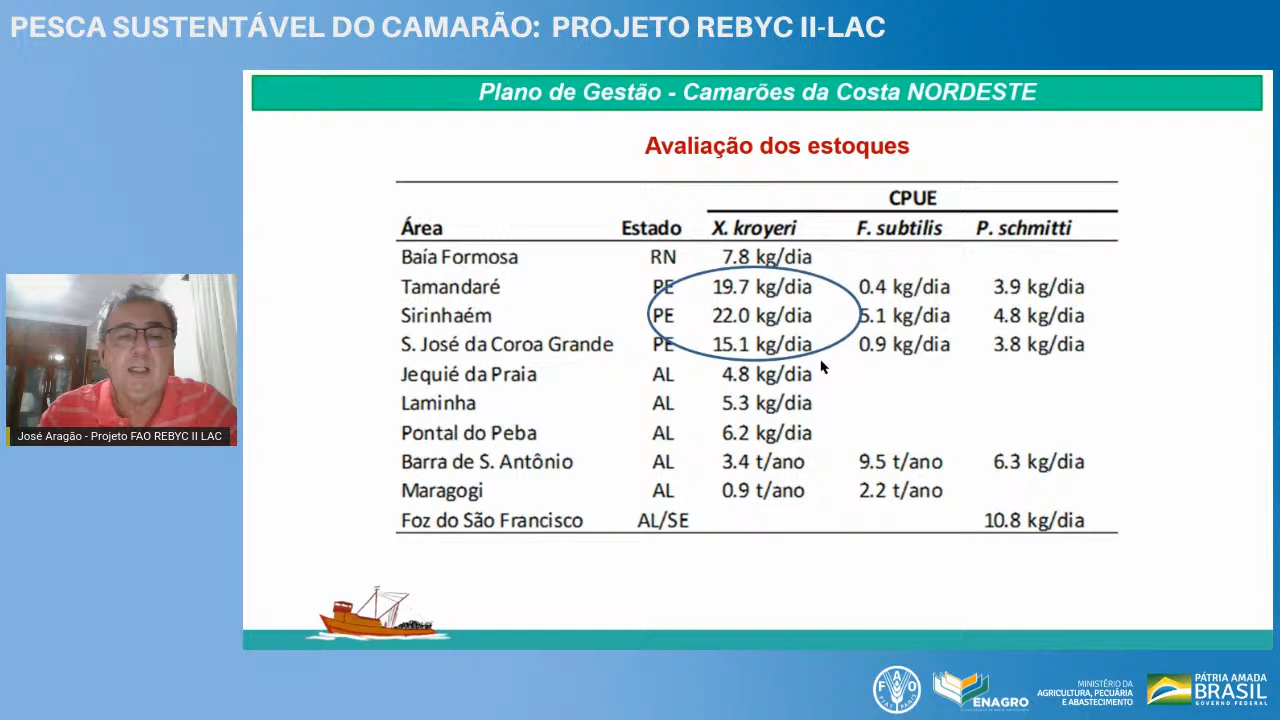 PESCA SUSTENTÁVEL DO CAMARÃO: PROJETO REBYC II-LAC
Plano de Gestão - Camarões da Costa NORDESTE
Avaliação dos estoques
CPUE
Área Estado X. kroyeri F. subtilis P. schmitti
Baía Formosa RN 7.8 kg/dia
Tamandaré PE 19.7 kg/dia 0.4 kg/dia 3.9 kg/dia
Sirinhaém PE 22.0 kg/dia 5.1 kg/dia 4.8 kg/dia
S. José da Coroa Grande PE 15.1 kg/dia 0.9 kg/dia 3.8 kg/dia
Jequié da Praia AL 4.8 kg/dia
Laminha AL 5.3 kg/dia
Pontal do Peba AL 6.2 kg/dia
Barra de S. Antônio AL 3.4 t/ano 9.5 t/ano 6.3 kg/dia
Maragogi AL 0.9 t/ano 2.2 t/ano
Foz do São Francisco AL/SE 10.8 kg/dia
José Aragão - Projeto FAO REBYC II LAC
FAO
FIAT PANIS
ENAGRO
MINISTÉRIO DA
AGRICULTURA, PECUÁRIA
E ABASTECIMENTO
PÁTRIA AMADA
BRASIL
GOVERNO FEDERAL